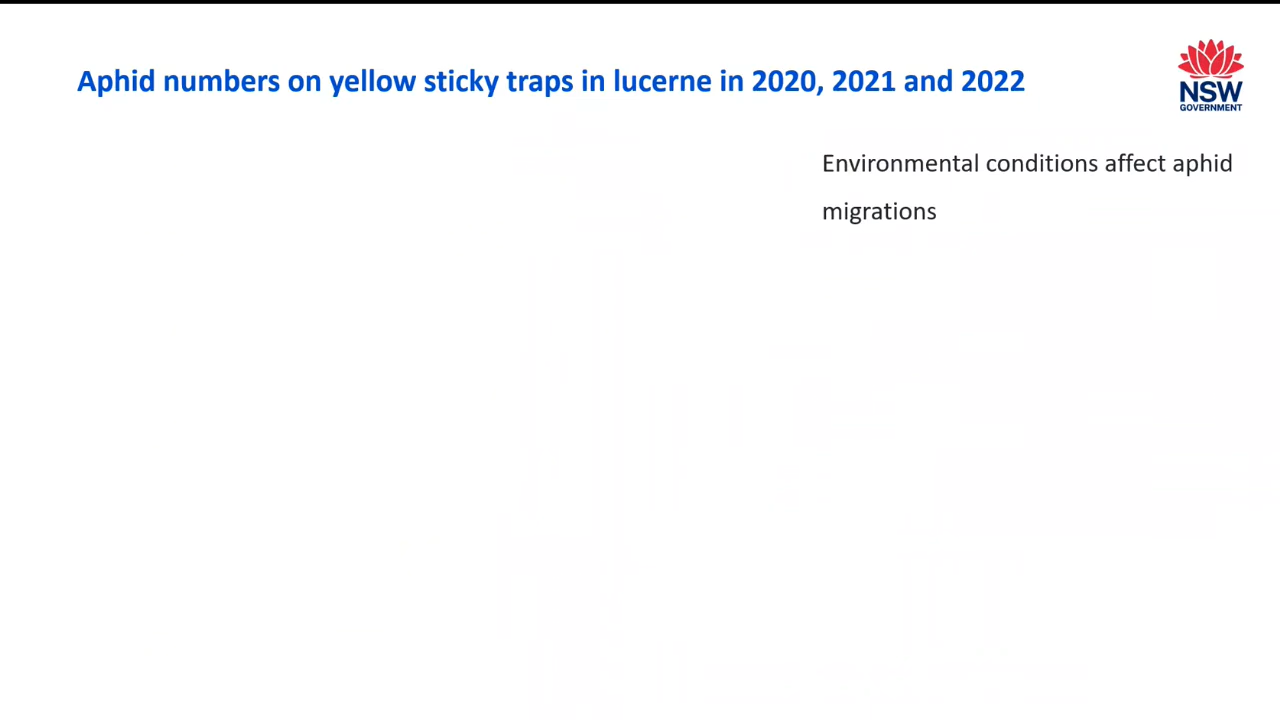 Aphid numbers on yellow sticky traps in lucerne in 2020, 2021 and 2022
NSW
GOVERNMENT
Environmental conditions affect aphid
migrations